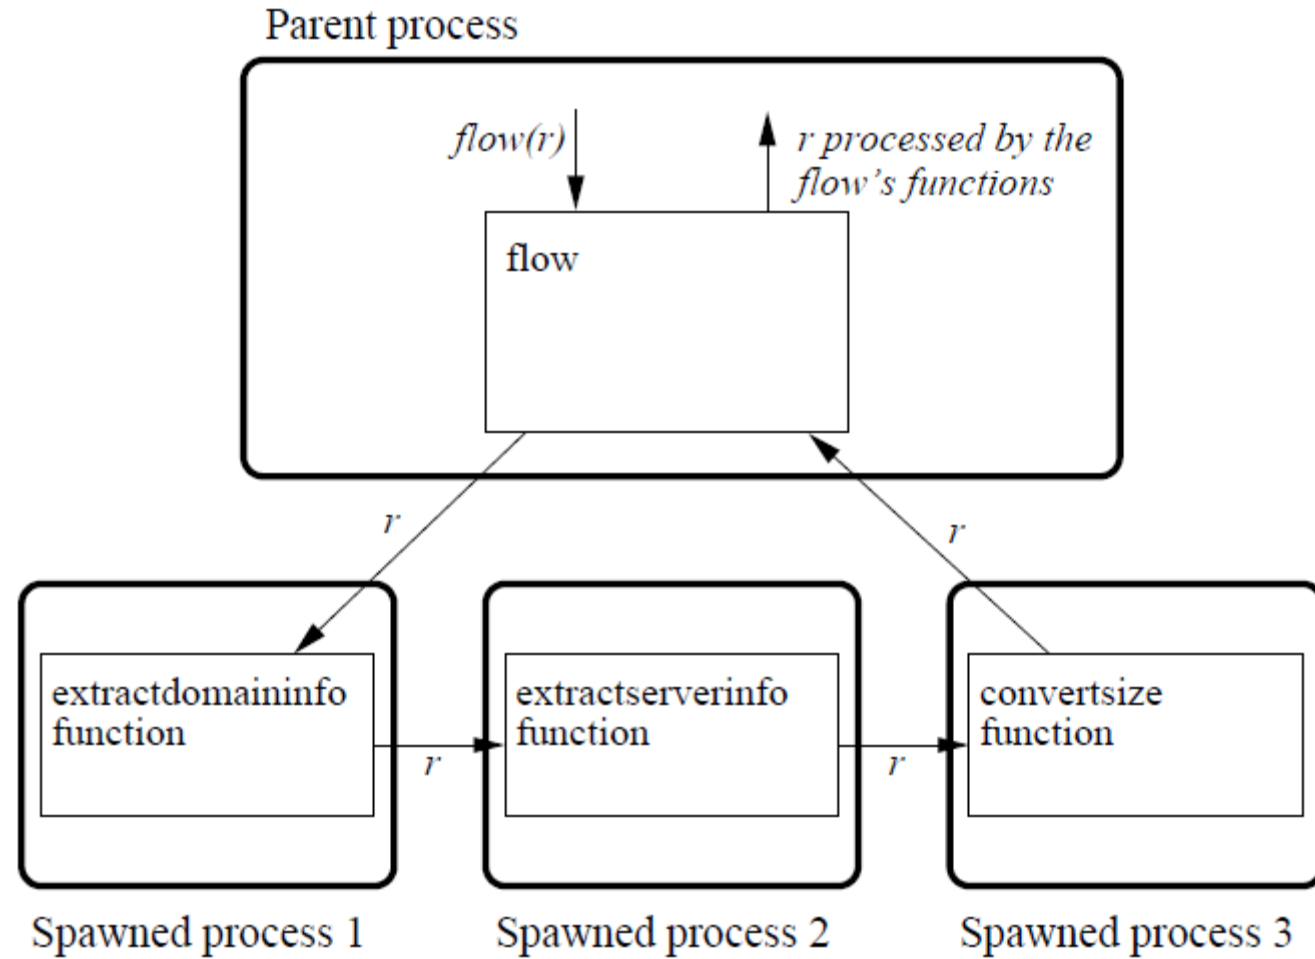 Parent process
flow(r)
r processed by the
flow's functions
flow
r
r
extractdomaininfo
function
extractserverinfo
function
convertsize
function
r
r
Spawned process 1
Spawned process 2
Spawned process 3